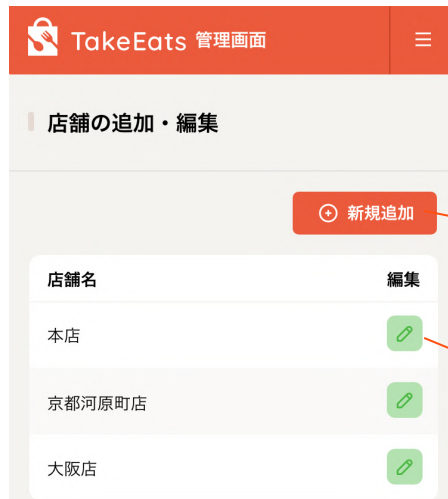 TakeEats 管理画面
店舗の追加・編集
新規追加
店舗名 編集
本店
京都河原町店
大阪店